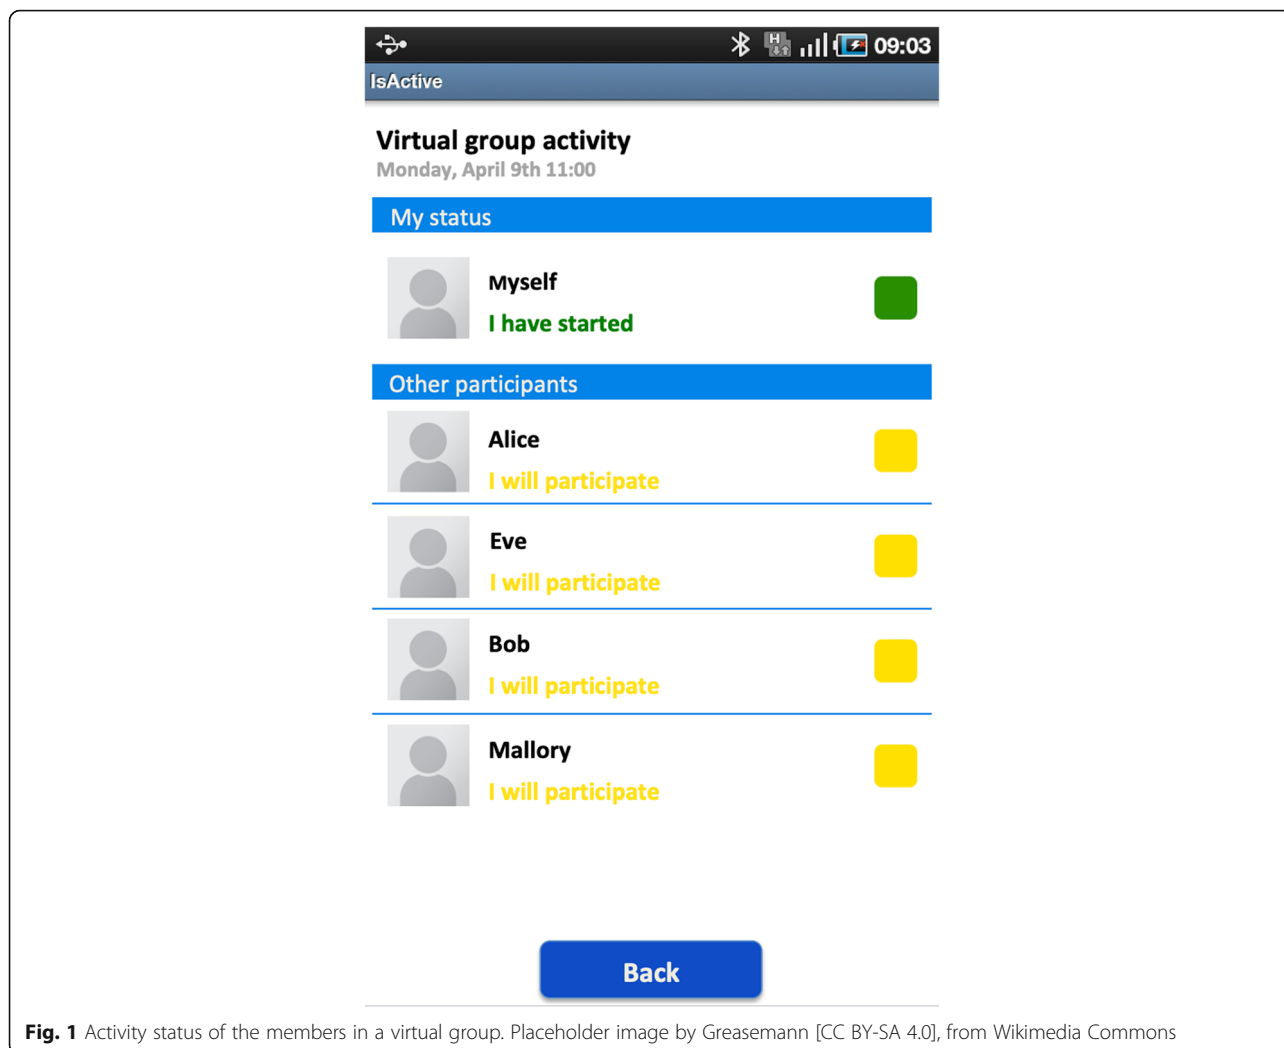 H
09:03
IsActive
Virtual group activity
Monday, April 9th 11:00
My status
Myself
I have started
Other participants
Alice
I will participate
Eve
I will participate
Bob
I will participate
Mallory
I will participate
Back
Fig. 1 Activity status of the members in a virtual group. Placeholder image by Greasemann [CC BY-SA 4.0], from Wikimedia Commons